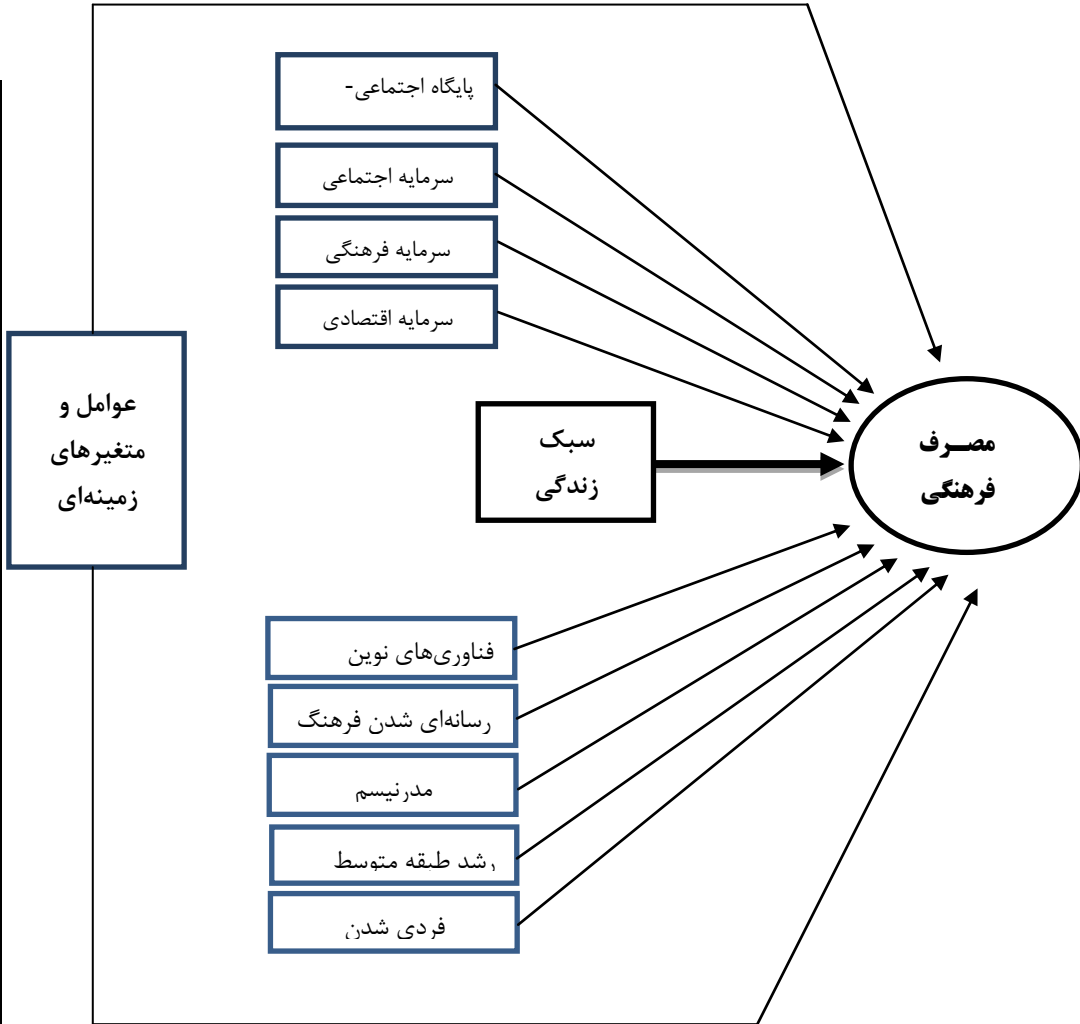 پایگاه اجتماعی-
سرمایه اجتماعی
سرمایه فرهنگی
سرمایه اقتصادی
عوامل و
متغیرهای
زمینه‌ای
سبک
زندگی
مصرف
فرهنگی
فناوری‌های نوین
رسانه‌ای شدن فرهنگ
مدرنیسم
رشد طبقه متوسط
فردی شدن